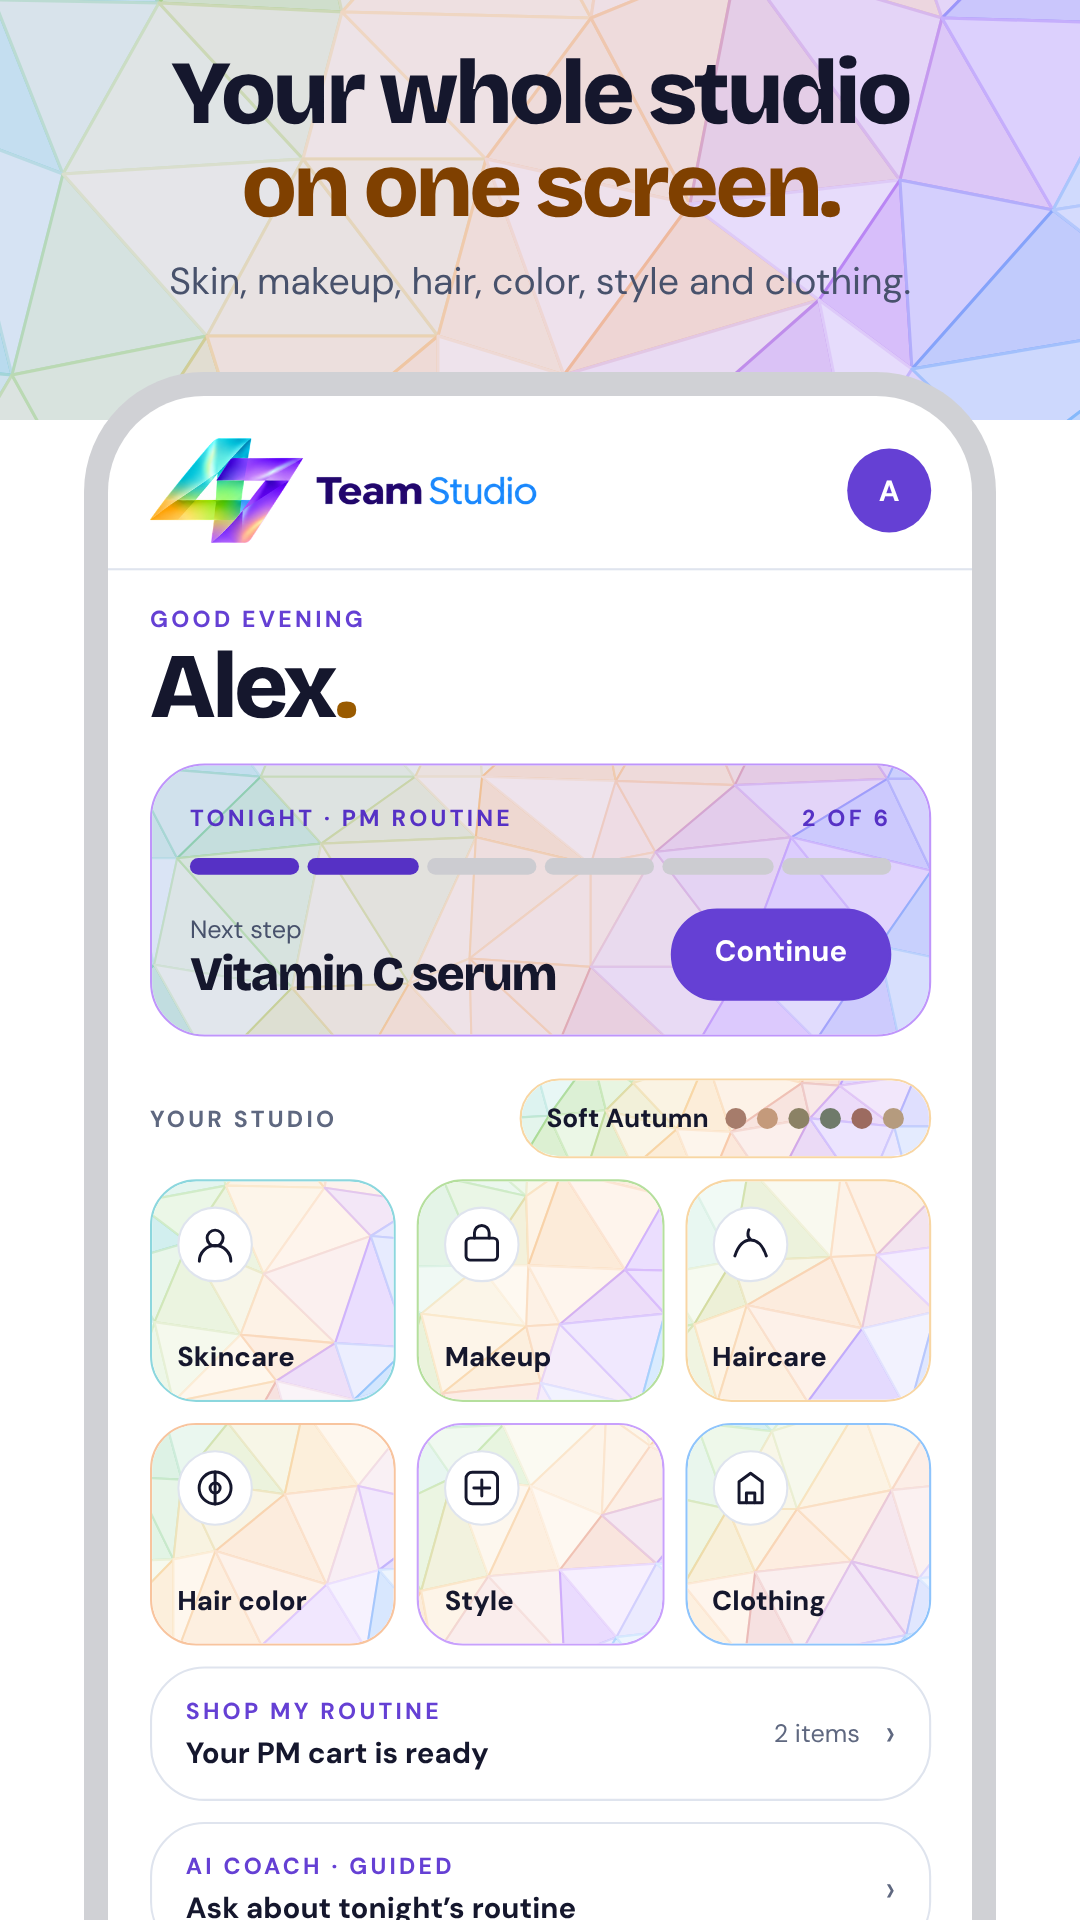 Your whole studio
on one screen.
Skin, makeup, hair, color, style and clothing.
47 Team Studio
A
GOOD EVENING
Alex.
TONIGHT · PM ROUTINE
2 OF 6
Next step
Vitamin C serum
Continue
YOUR STUDIO
Soft Autumn
Skincare
Makeup
Haircare
Hair color
Style
Clothing
SHOP MY ROUTINE
Your PM cart is ready
2 items ›
AI COACH · GUIDED
Ask about tonight’s routine
›